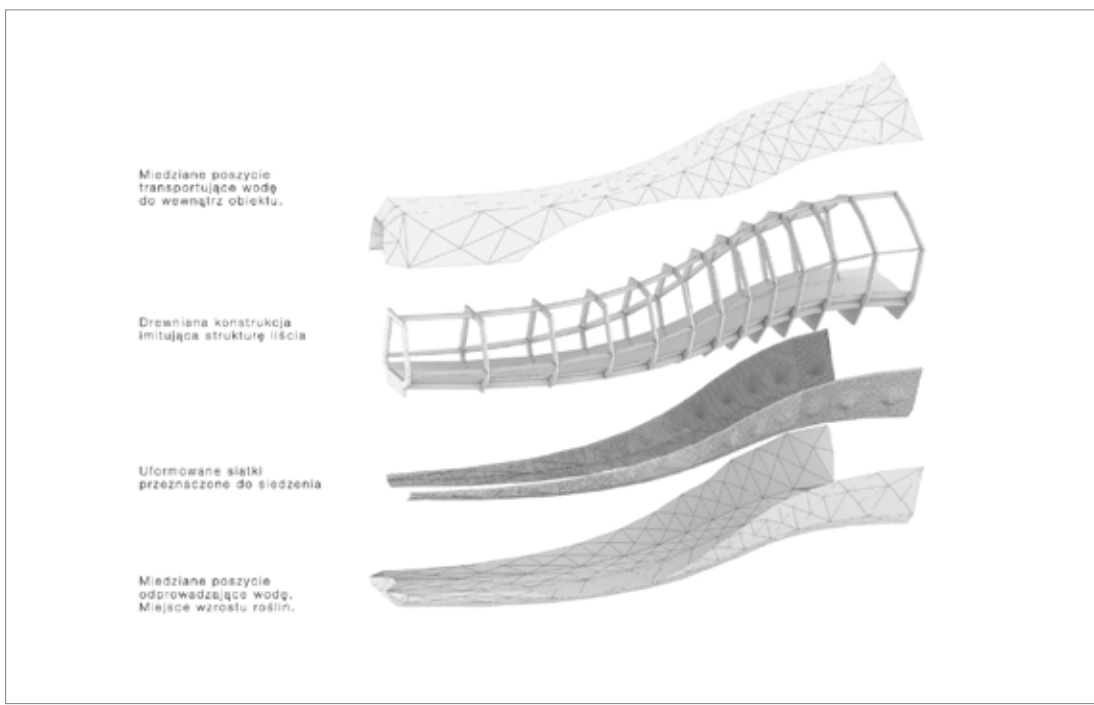 Miedziane poszycie
transportujące wodę
do wewnątrz obiektu.
Drewniana konstrukcja
imitująca strukturę liścia
Uformowane siatki
przeznaczone do siedzenia
Miedziane poszycie
odprowadzające wodę.
Miejsce wzrostu roślin.